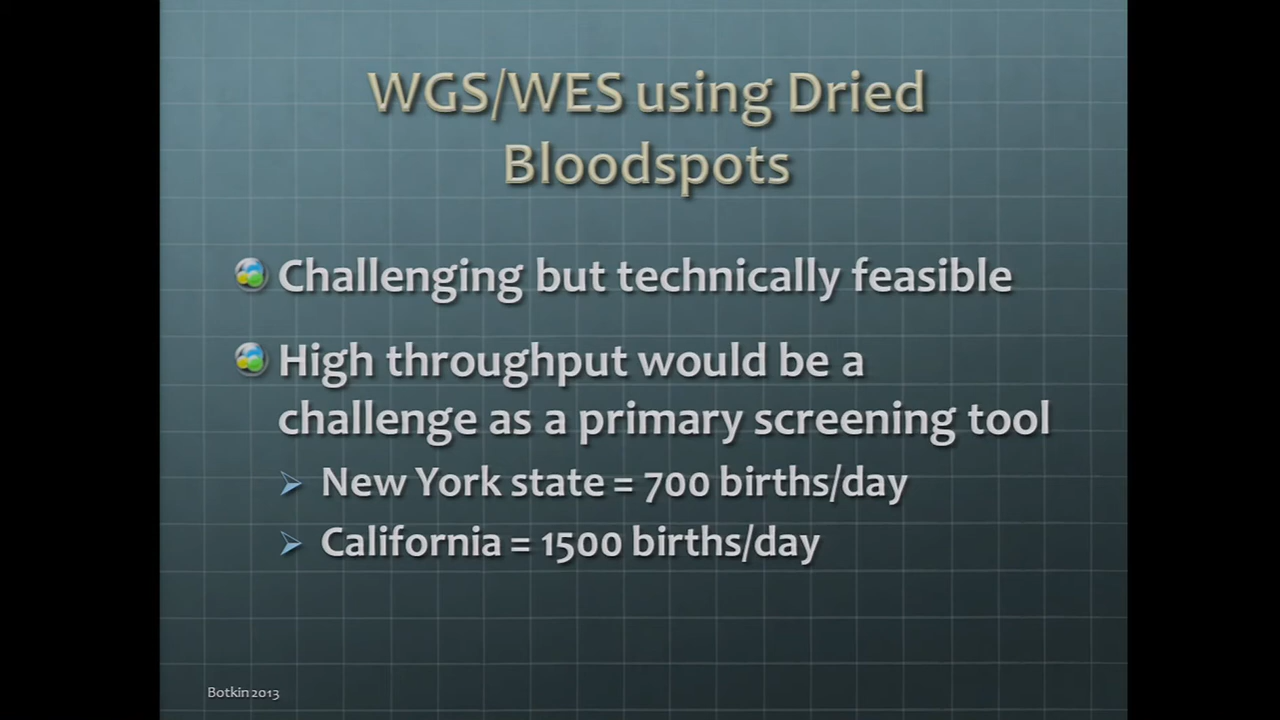 WGS/WES using Dried
Bloodspots
Challenging but technically feasible
High throughput would be a
challenge as a primary screening tool
New York state = 700 births/day
California = 1500 births/day
Botkin 2013